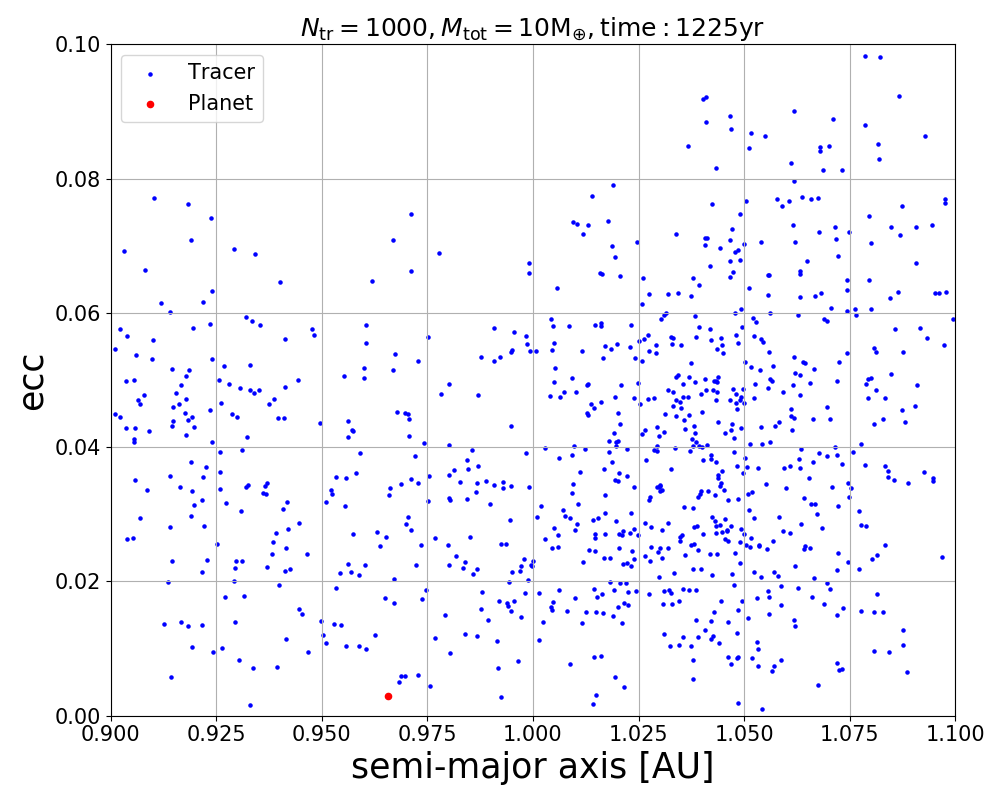 N_tr = 1000, M_tot = 10M_⊕, time : 1225yr
Tracer
Planet
0.10
0.08
0.06
0.04
0.02
0.00
ecc
0.900 0.925 0.950 0.975 1.000 1.025 1.050 1.075 1.100
semi-major axis [AU]